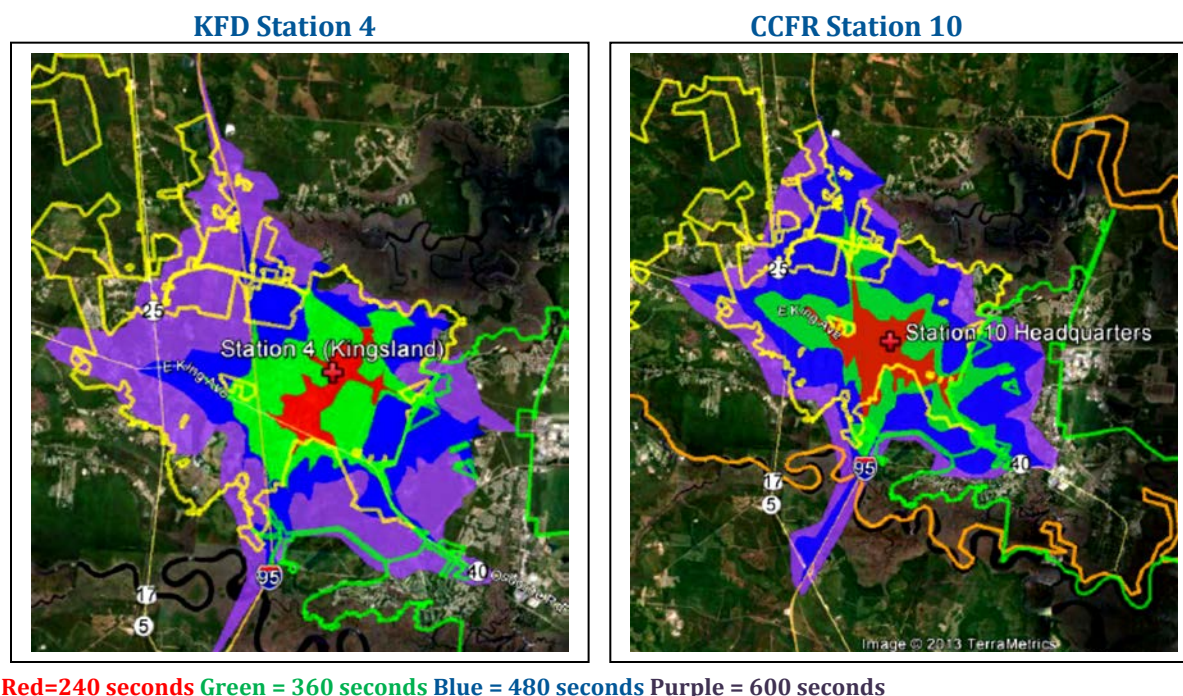 KFD Station 4
CCFR Station 10
25
Station 4 (Kingsland)
E King Ave
95
40
17
5
25
E King Ave
Station 10 Headquarters
95
40
17
5
Image © 2013 TerraMetrics
Red=240 seconds Green = 360 seconds Blue = 480 seconds Purple = 600 seconds